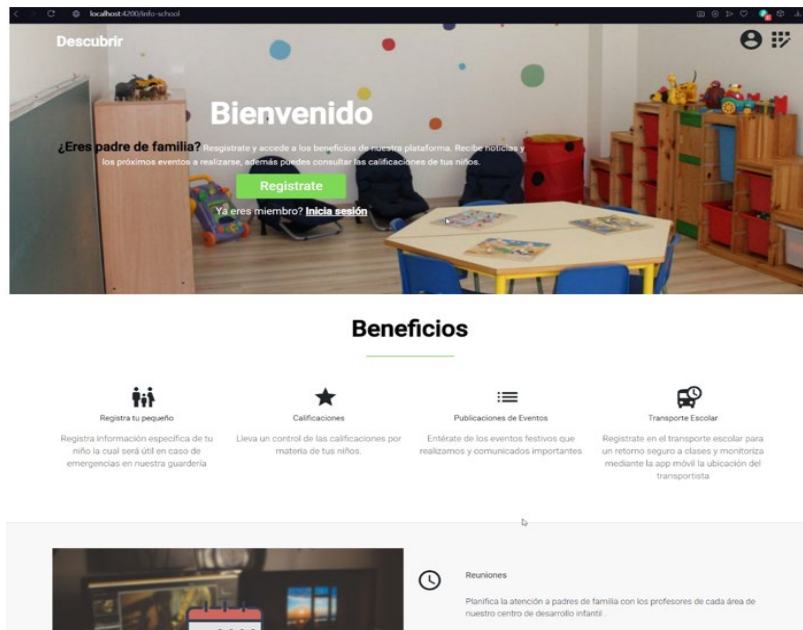 localhost:4200/info-school
Descubrir
Bienvenido
¿Eres padre de familia? Resgistrate y accede a los beneficios de nuestra plataforma. Recibe noticias y
los próximos eventos a realizarse, además puedes consultar las calificaciones de tus niños.
Registrate
Ya eres miembro? Inicia sesión
Beneficios
Registra tu pequeño
Registra información específica de tu
niño la cual será útil en caso de
emergencias en nuestra guardería
Calificaciones
Lleva un control de las calificaciones por
materia de tus niños.
Publicaciones de Eventos
Entérate de los eventos festivos que
realizamos y comunicados importantes
Transporte Escolar
Registrate en el transporte escolar para
un retorno seguro a clases y monitoriza
mediante la app móvil la ubicación del
transportista
Reuniones
Planifica la atención a padres de familia con los profesores de cada área de
nuestro centro de desarrollo infantil .